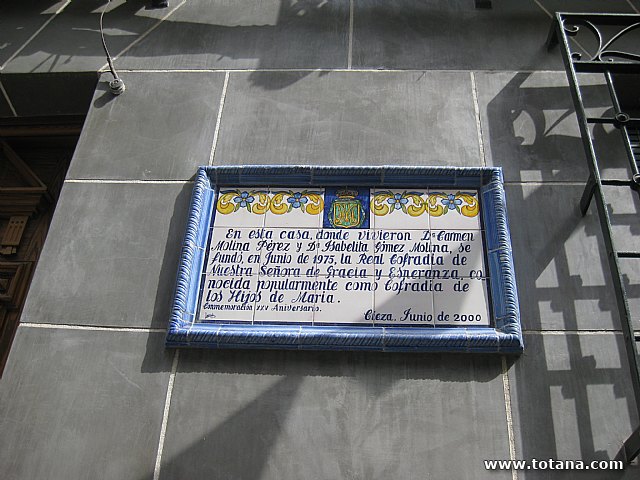 En esta casa, donde vivieron Dª Carmen
Molina Pérez y Dª Isabelita Gómez Molina, se
fundó, en Junio de 1975, la Real Cofradía de
Nuestra Señora de Gracia y Esperanza, co
nocida popularmente como Cofradía de
los Hijos de María.
Conmemoración XXV Aniversario.
Cieza, Junio de 2000
www.totana.com